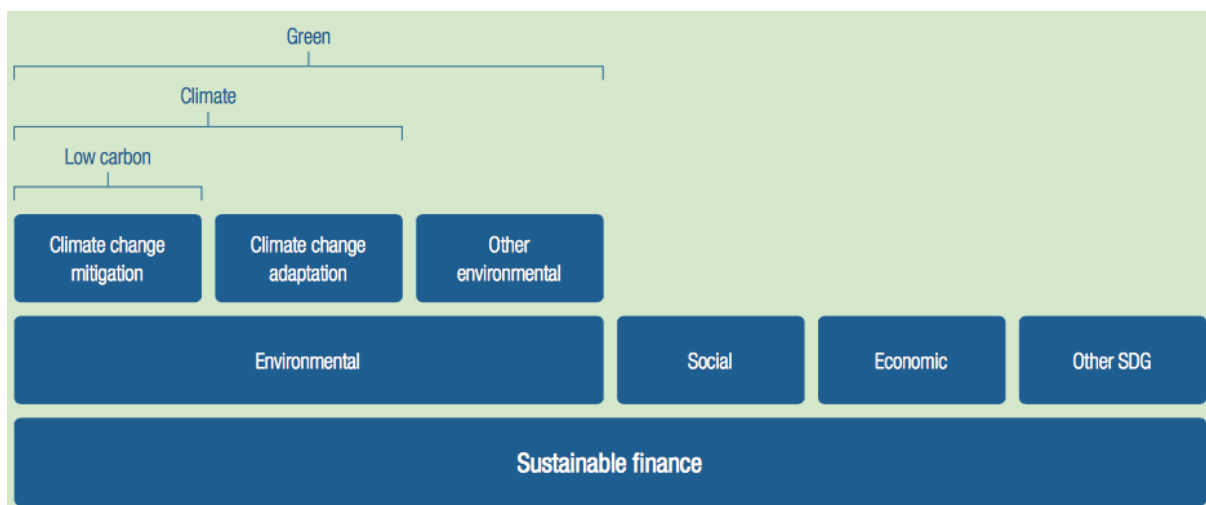 Green
Climate
Low carbon
Climate change
mitigation
Climate change
adaptation
Other
environmental
Environmental
Social
Economic
Other SDG
Sustainable finance